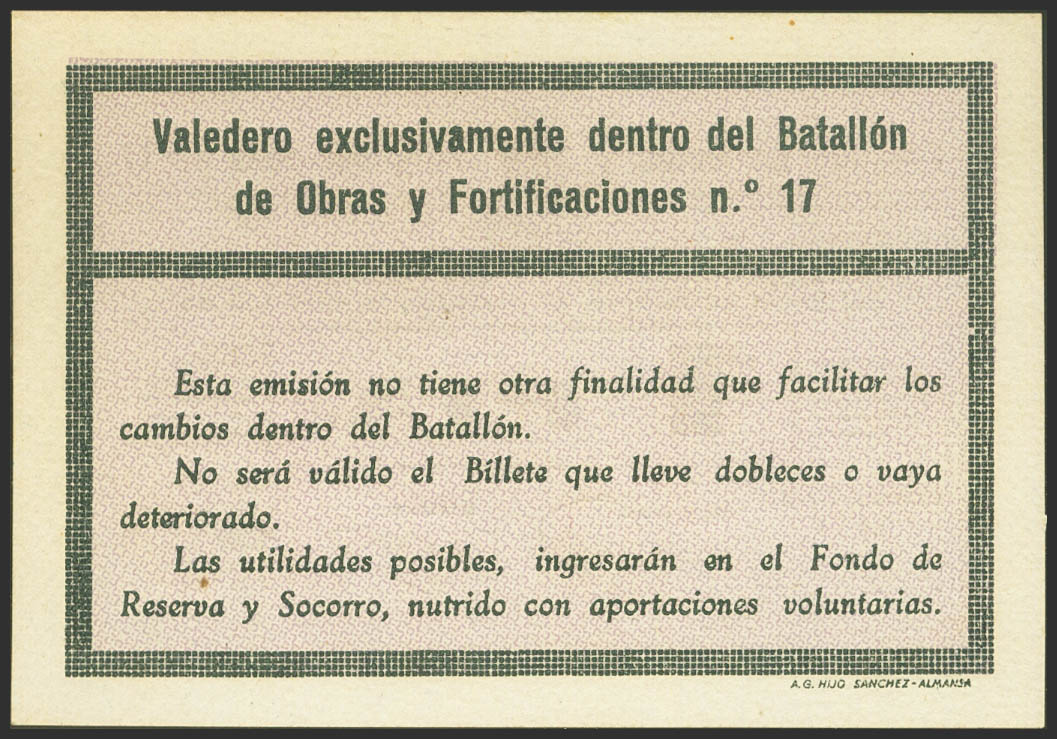 Valedero exclusivamente dentro del Batallón
de Obras y Fortificaciones n.º 17
Esta emisión no tiene otra finalidad que facilitar los
cambios dentro del Batallón.
No será válido el Billete que lleve dobleces o vaya
deteriorado.
Las utilidades posibles, ingresarán en el Fondo de
Reserva y Socorro, nutrido con aportaciones voluntarias.
A. G. HIJO SANCHEZ - ALMANSA